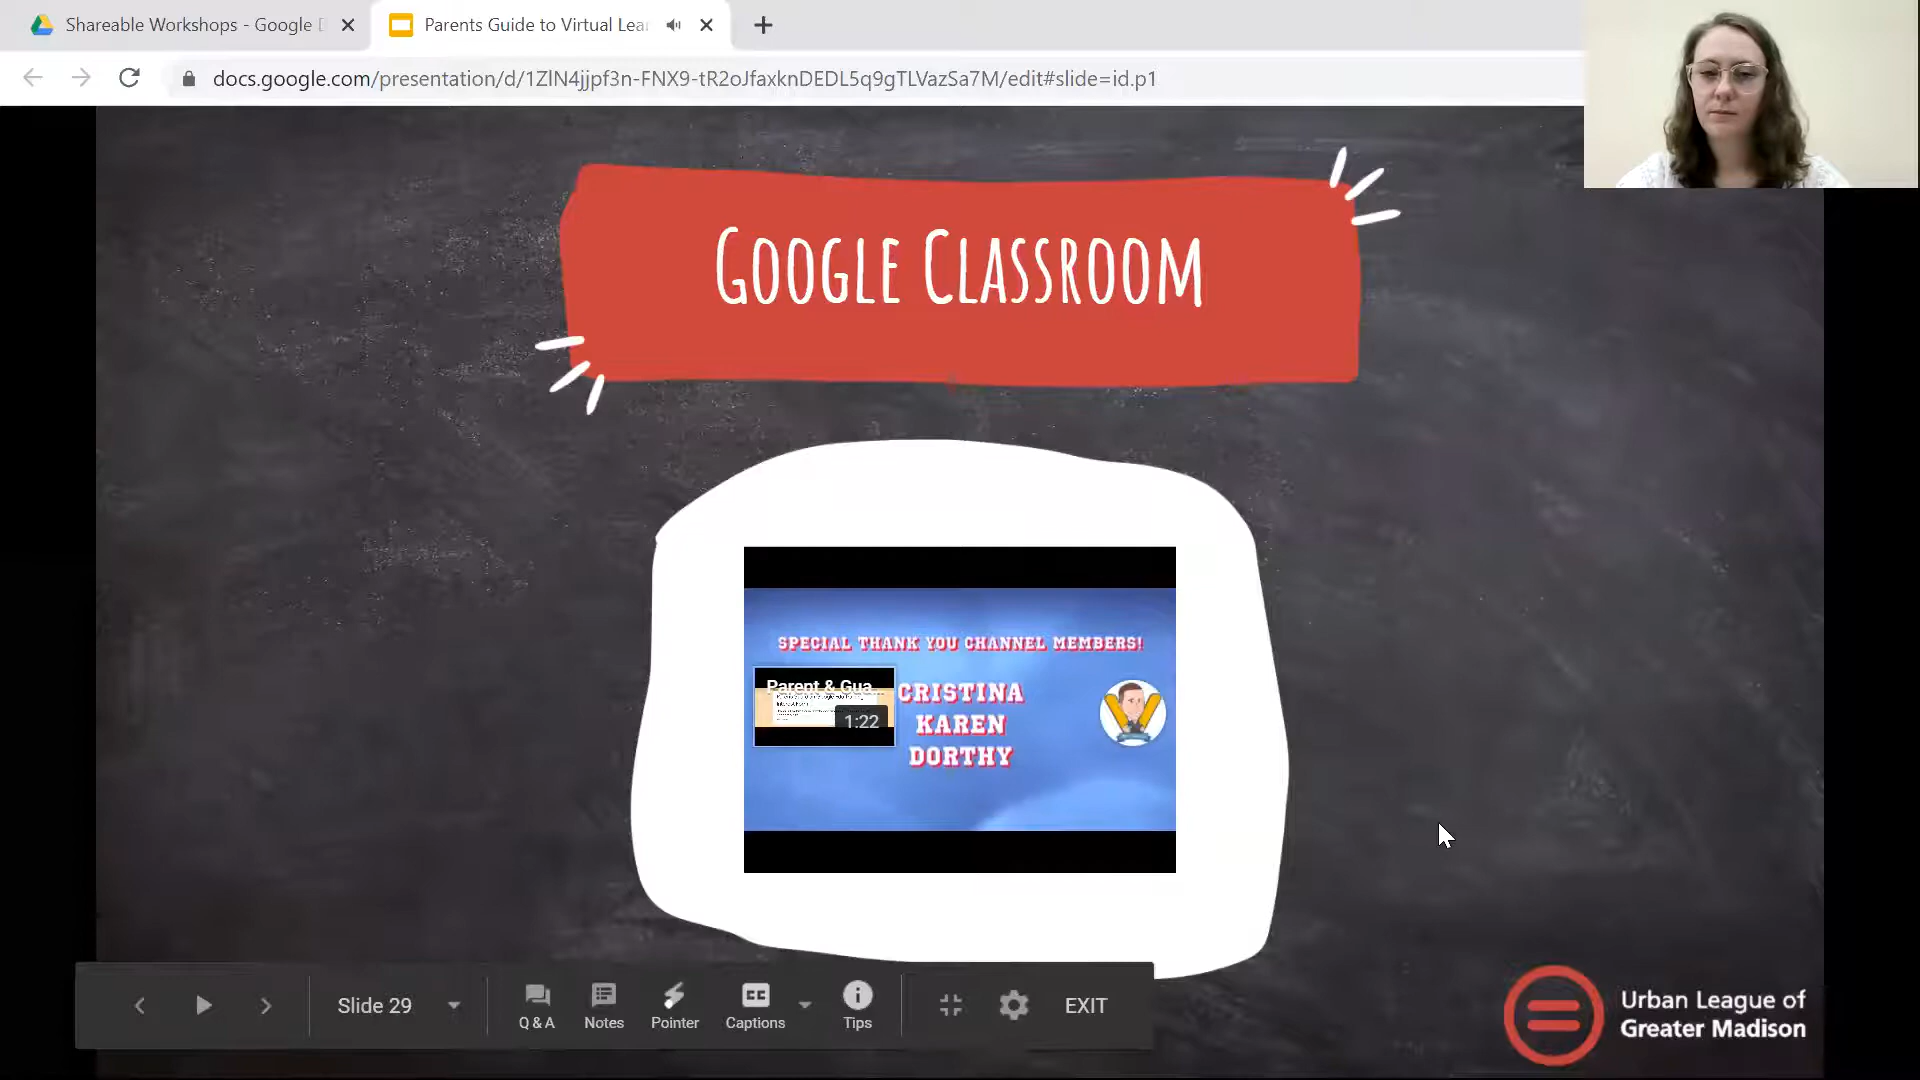 Shareable Workshops - Google
Parents Guide to Virtual Lear
docs.google.com/presentation/d/1ZlN4jjpf3n-FNX9-tR2oJfaxknDEDL5q9gTLVazSa7M/edit#slide=id.p1
GOOGLE CLASSROOM
SPECIAL THANK YOU CHANNEL MEMBERS!
Parent & Gua
1:22
CRISTINA
KAREN
DORTHY
Slide 29
Q & A
Notes
Pointer
CC
Captions
Tips
EXIT
Urban League of
Greater Madison